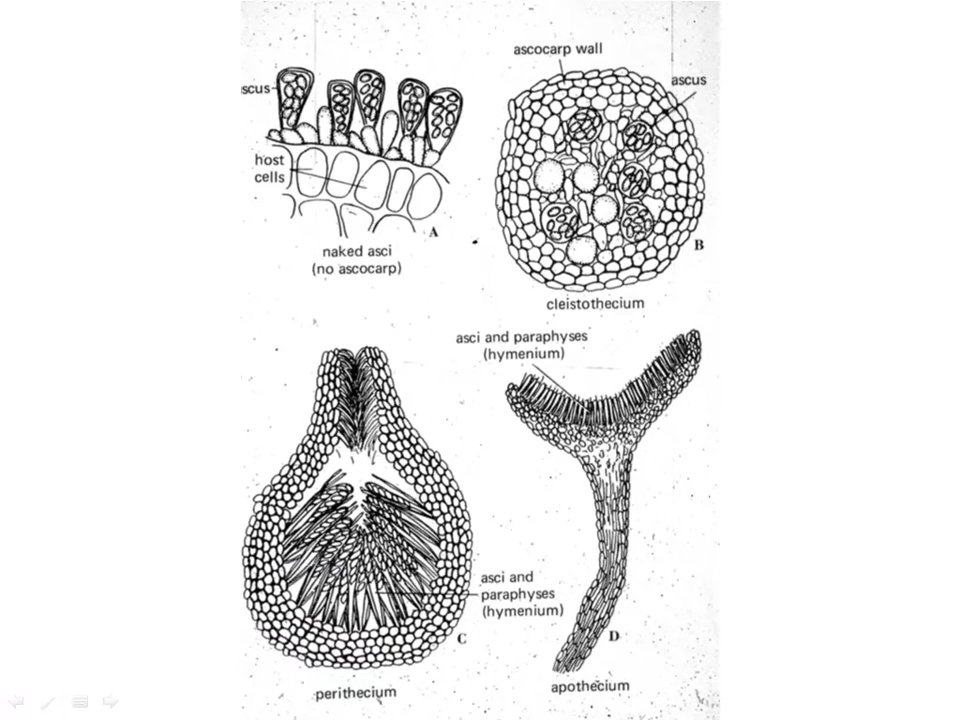 ascocarp wall
scus
ascus
host
cells
A
naked asci
(no ascocarp)
B
cleistothecium
asci and paraphyses
(hymenium)
asci and
paraphyses
(hymenium)
C
perithecium
D
apothecium